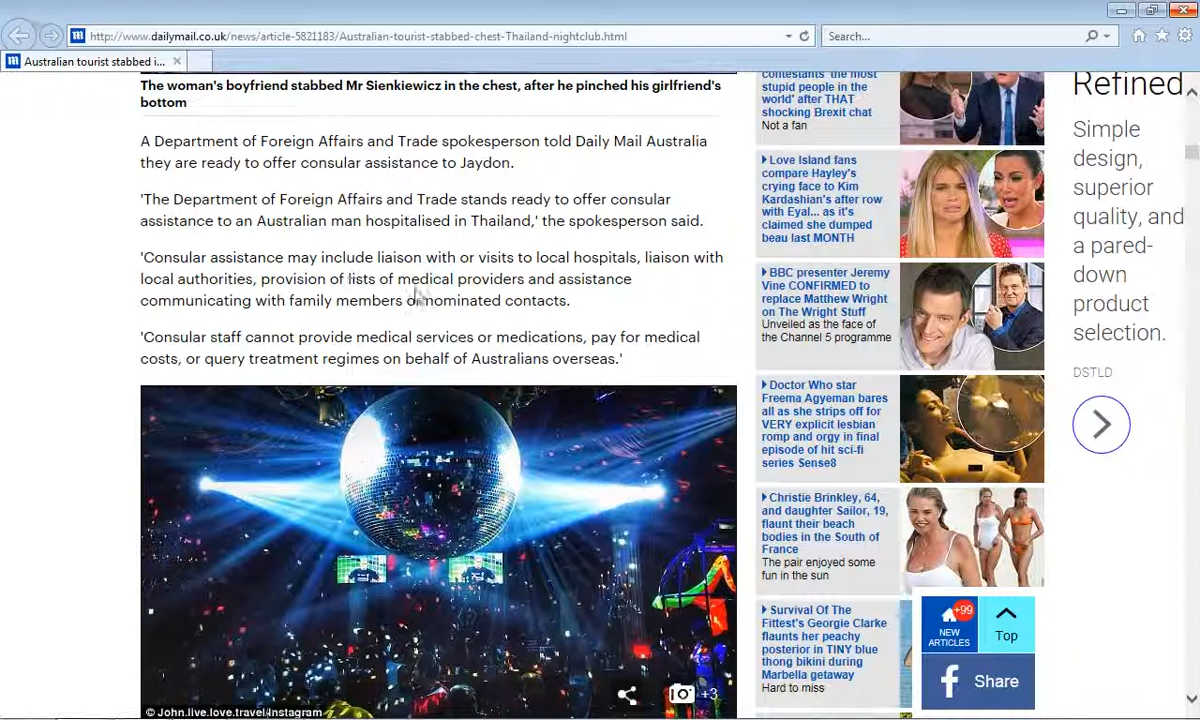 http://www.dailymail.co.uk/news/article-5821183/Australian-tourist-stabbed-chest-Thailand-nightclub.html
Search...
Australian tourist stabbed i...
The woman's boyfriend stabbed Mr Sienkiewicz in the chest, after he pinched his girlfriend's
bottom
A Department of Foreign Affairs and Trade spokesperson told Daily Mail Australia
they are ready to offer consular assistance to Jaydon.
'The Department of Foreign Affairs and Trade stands ready to offer consular
assistance to an Australian man hospitalised in Thailand,' the spokesperson said.
'Consular assistance may include liaison with or visits to local hospitals, liaison with
local authorities, provision of lists of medical providers and assistance
communicating with family members or nominated contacts.
'Consular staff cannot provide medical services or medications, pay for medical
costs, or query treatment regimes on behalf of Australians overseas.'
+3
© John.live.love.travel/Instagram
contestants 'the most
stupid people in the
world' after THAT
shocking Brexit chat
Not a fan
Love Island fans
compare Hayley's
crying face to Kim
Kardashian's after row
with Eyal... as it's
claimed she dumped
beau last MONTH
BBC presenter Jeremy
Vine CONFIRMED to
replace Matthew Wright
on The Wright Stuff
Unveiled as the face of
the Channel 5 programme
Doctor Who star
Freema Agyeman bares
all as she strips off for
VERY explicit lesbian
romp and orgy in final
episode of hit sci-fi
series Sense8
Christie Brinkley, 64,
and daughter Sailor, 19,
flaunt their beach
bodies in the South of
France
The pair enjoyed some
fun in the sun
Survival Of The
Fittest's Georgie Clarke
flaunts her peachy
posterior in TINY blue
thong bikini during
Marbella getaway
Hard to miss
+99
NEW
ARTICLES
Top
Share
Refined
Simple
design,
superior
quality, and
a pared-
down
product
selection.
DSTLD